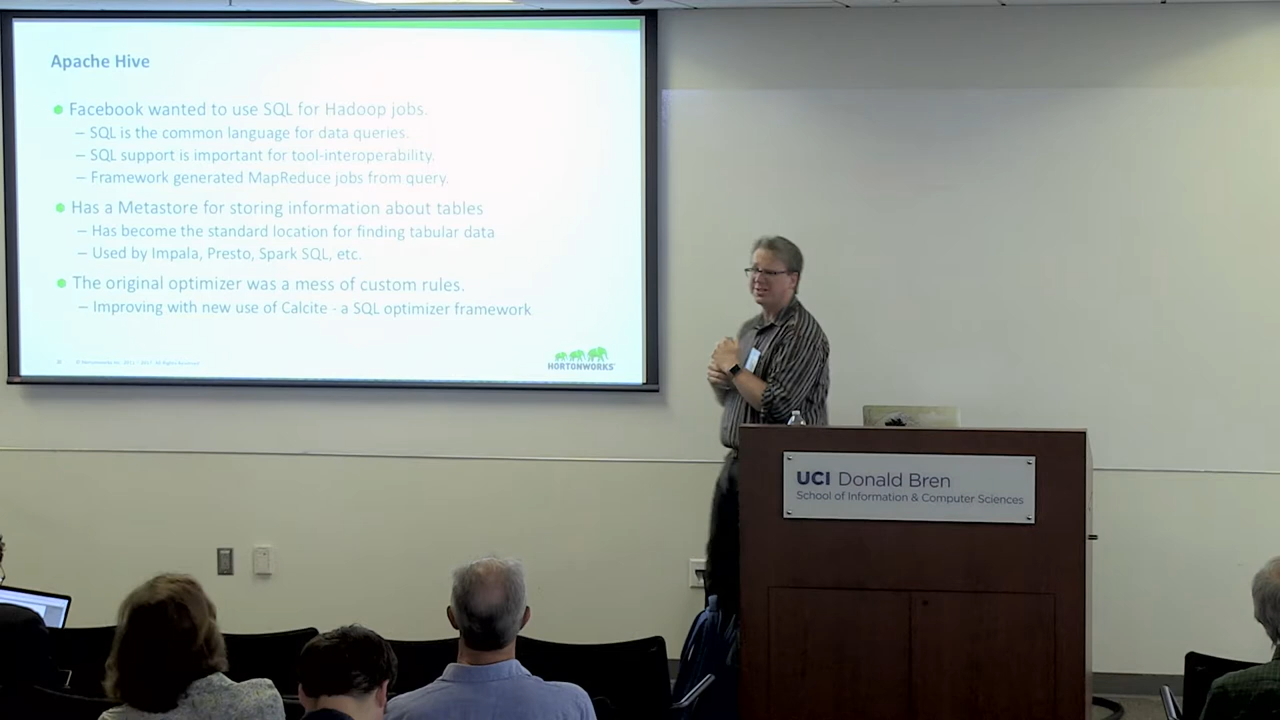 Apache Hive
Facebook wanted to use SQL for Hadoop jobs.
– SQL is the common language for data queries.
– SQL support is important for tool-interoperability.
– Framework generated MapReduce jobs from query.
Has a Metastore for storing information about tables
– Has become the standard location for finding tabular data
– Used by Impala, Presto, Spark SQL, etc.
The original optimizer was a mess of custom rules.
– Improving with new use of Calcite - a SQL optimizer framework
HORTONWORKS
UCI Donald Bren
School of Information & Computer Sciences